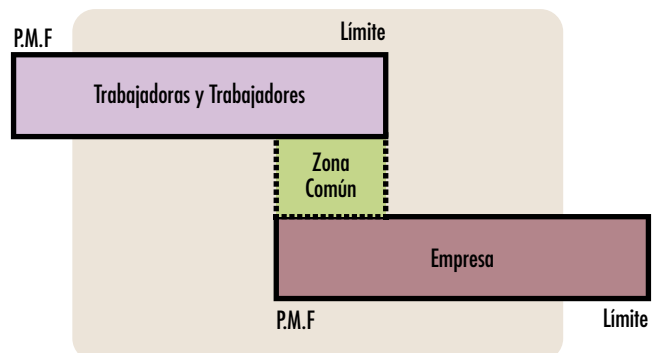 P.M.F
Límite
Trabajadoras y Trabajadores
Zona
Común
Empresa
P.M.F
Límite